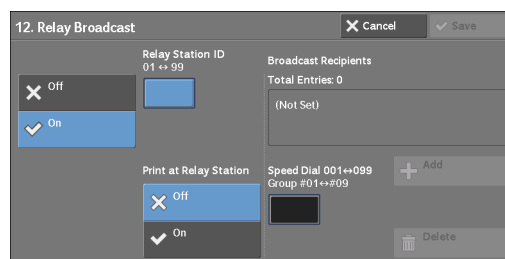 12. Relay Broadcast
Cancel
Save
Off
On
Relay Station ID
01 ↔ 99
Print at Relay Station
Off
On
Broadcast Recipients
Total Entries: 0
(Not Set)
Speed Dial 001↔099
Group #01↔#09
Add
Delete